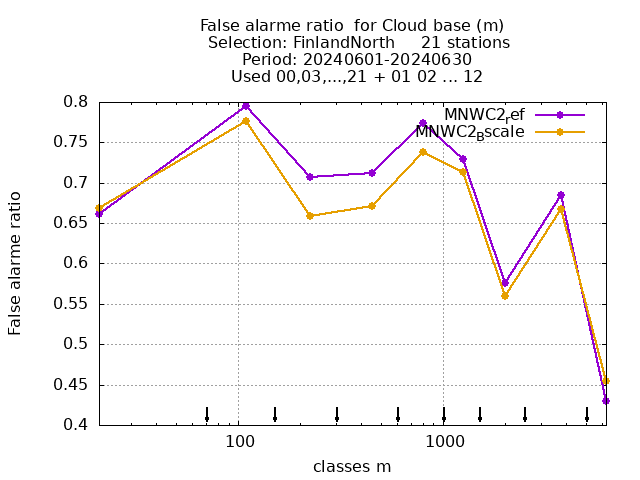 False alarme ratio  for Cloud base (m)
Selection: FinlandNorth     21 stations
Period: 20240601-20240630
Used 00,03,...,21 + 01 02 ... 12
MNWC2ref
MNWC2Bscale
0.8
0.75
0.7
0.65
0.6
0.55
0.5
0.45
0.4
False alarme ratio
100
1000
classes m